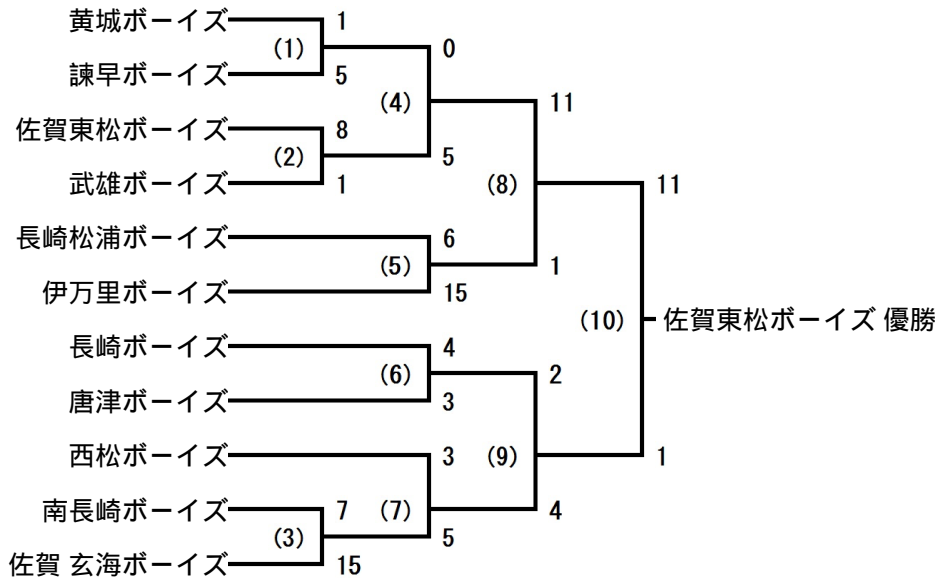 黄城ボーイズ 1
(1) 0
諫早ボーイズ 5
(4) 11
佐賀東松ボーイズ 8
(2) 5
武雄ボーイズ 1
(8) 11
長崎松浦ボーイズ 6
(5) 1
伊万里ボーイズ 15
(10) 佐賀東松ボーイズ 優勝
長崎ボーイズ 4
(6) 2
唐津ボーイズ 3
西松ボーイズ 3 (9) 1
南長崎ボーイズ 7 (7) 4
(3) 5
佐賀 玄海ボーイズ 15